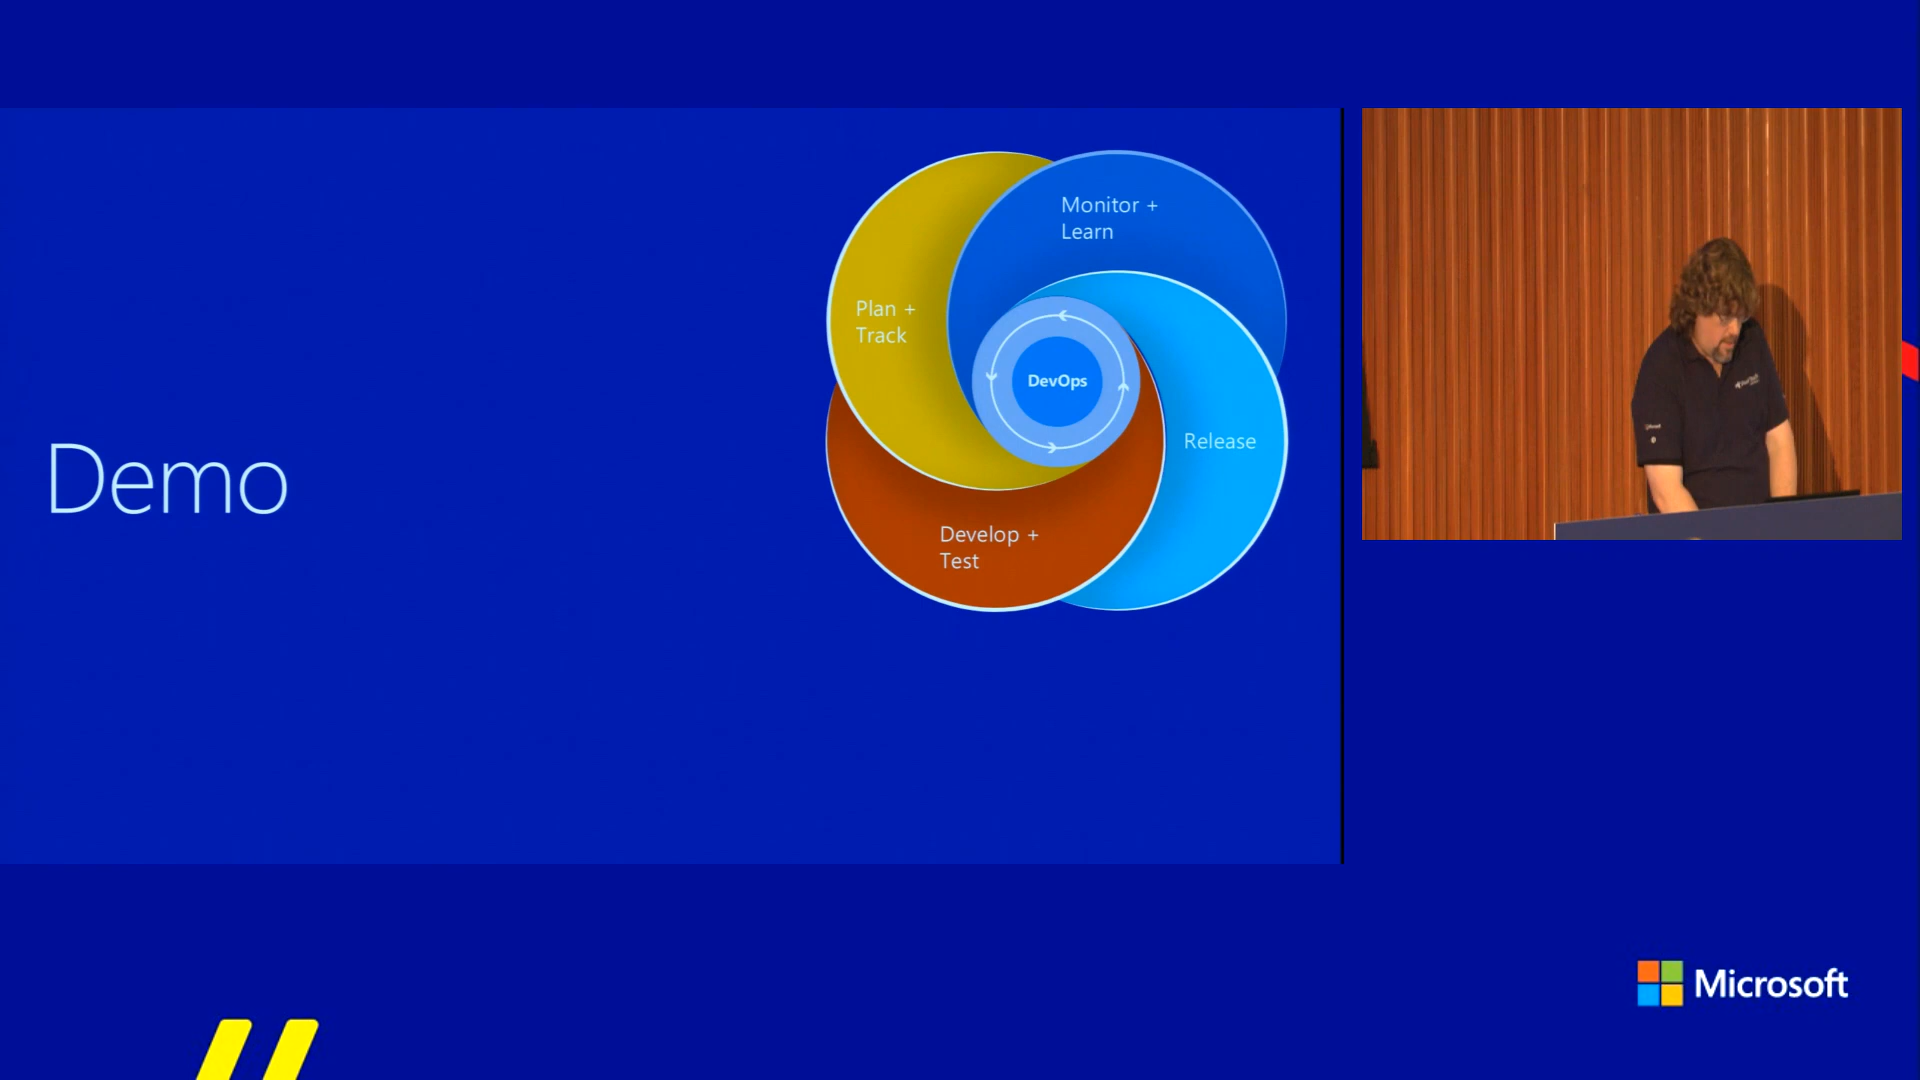 Demo
Plan +
Track
Monitor +
Learn
DevOps
Release
Develop +
Test
Microsoft